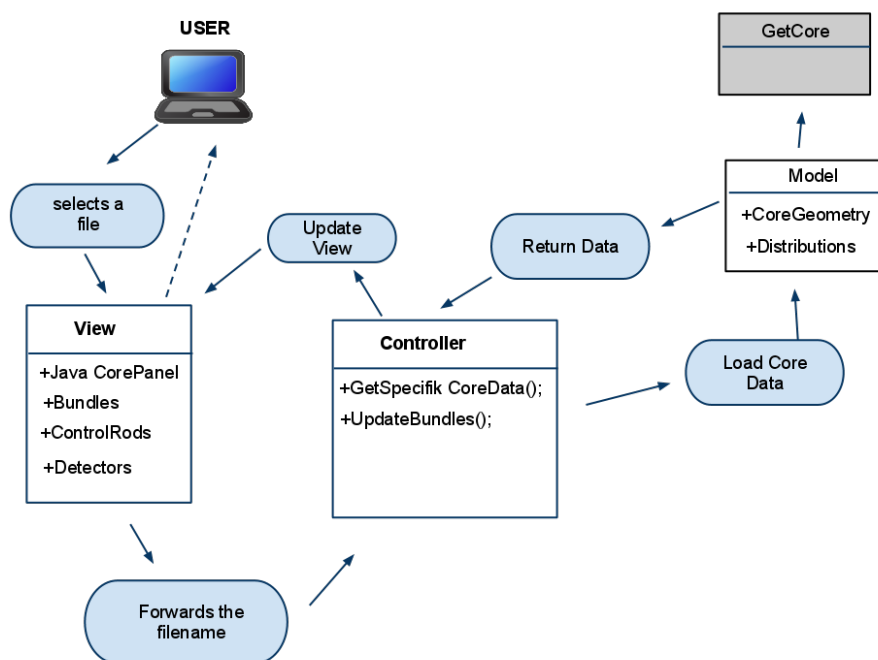 USER
GetCore
selects a
file
Update
View
Return Data
Model
+CoreGeometry
+Distributions
View
+Java CorePanel
+Bundles
+ControlRods
+Detectors
Controller
+GetSpecifik CoreData();
+UpdateBundles();
Load Core
Data
Forwards the
filename